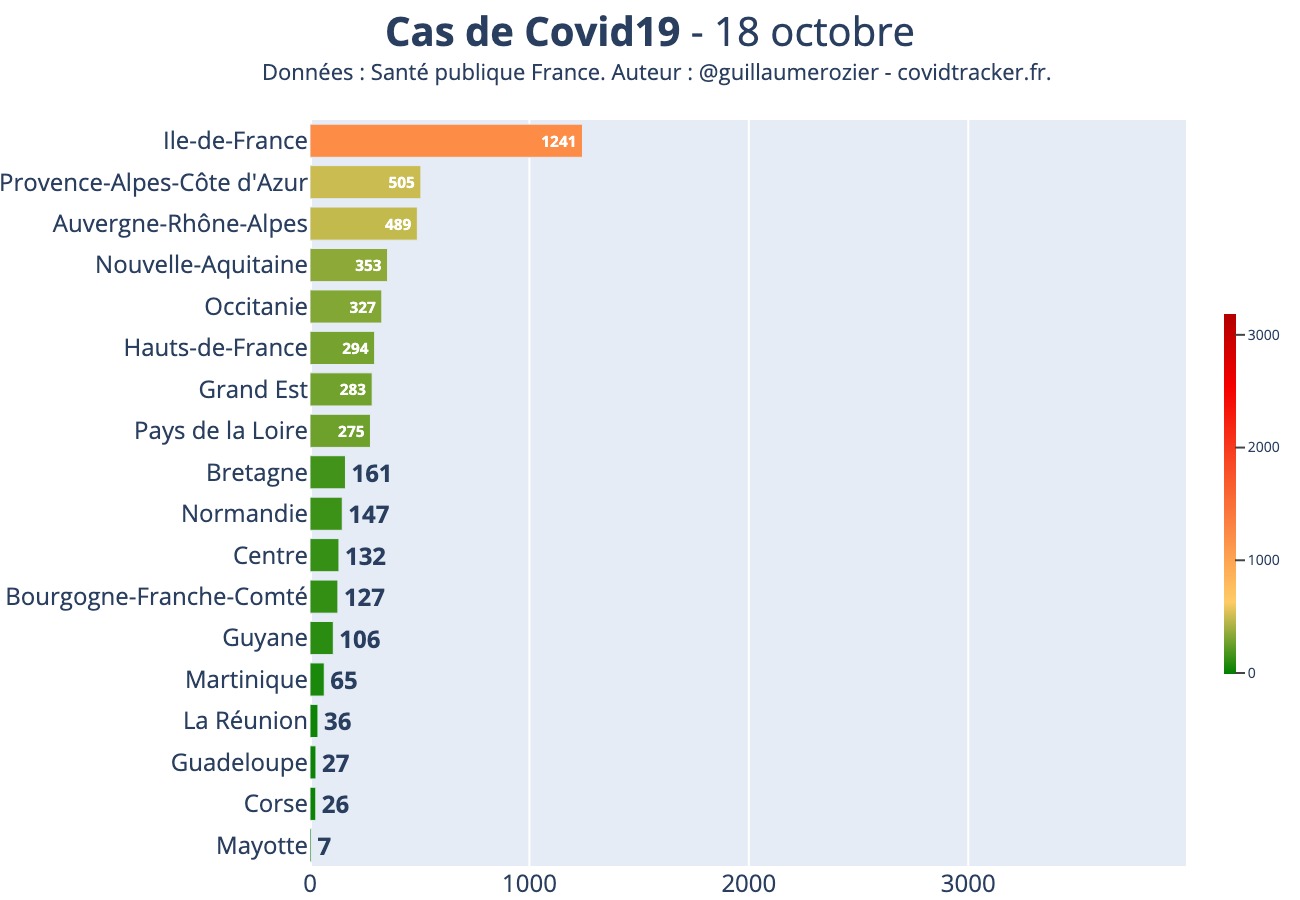 Cas de Covid19 - 18 octobre
Données : Santé publique France. Auteur : @guillaumerozier - covidtracker.fr.
Ile-de-France 1241
Provence-Alpes-Côte d'Azur 505
Auvergne-Rhône-Alpes 489
Nouvelle-Aquitaine 353
Occitanie 327
Hauts-de-France 294
Grand Est 283
Pays de la Loire 275
Bretagne 161
Normandie 147
Centre 132
Bourgogne-Franche-Comté 127
Guyane 106
Martinique 65
La Réunion 36
Guadeloupe 27
Corse 26
Mayotte 7
0 1000 2000 3000
3000
2000
1000
0